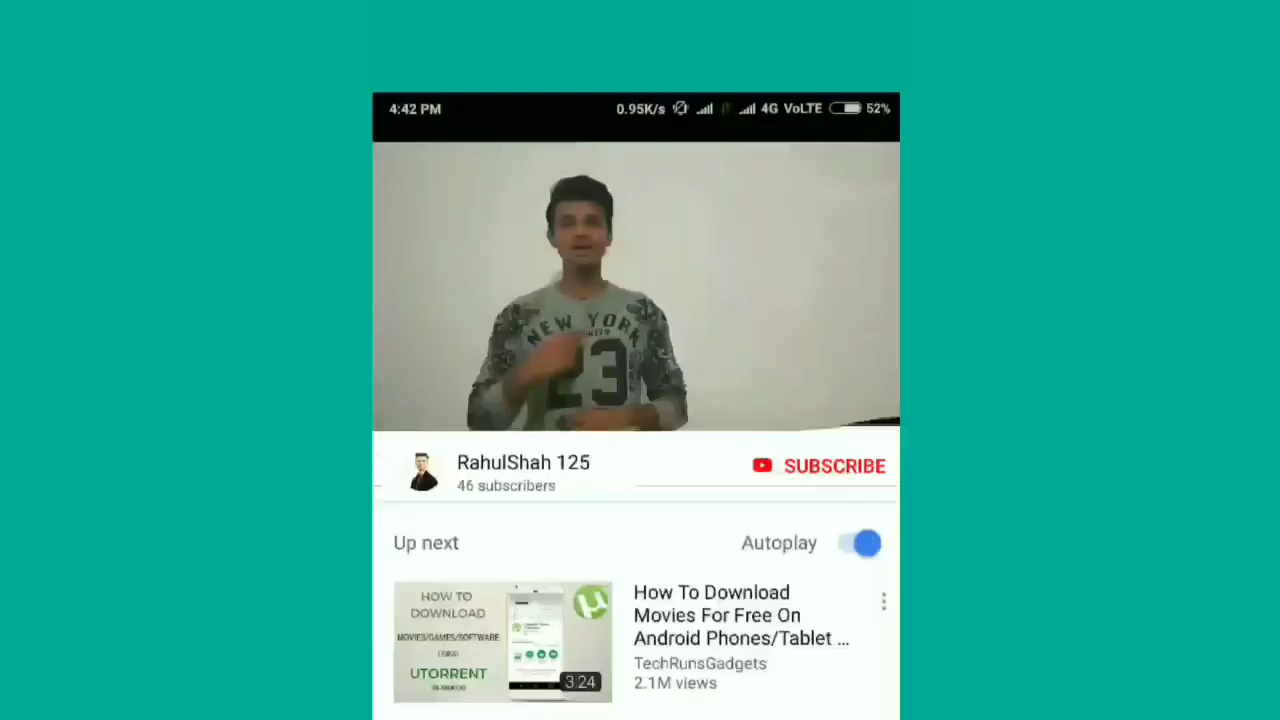 4:42 PM 0.95K/s 4G VoLTE 52%
NEW YORK
23
RahulShah 125
46 subscribers
SUBSCRIBE
Up next
Autoplay
HOW TO
DOWNLOAD
MOVIES/GAMES/SOFTWARE
UTORRENT
3:24
How To Download
Movies For Free On
Android Phones/Tablet ...
TechRunsGadgets
2.1M views